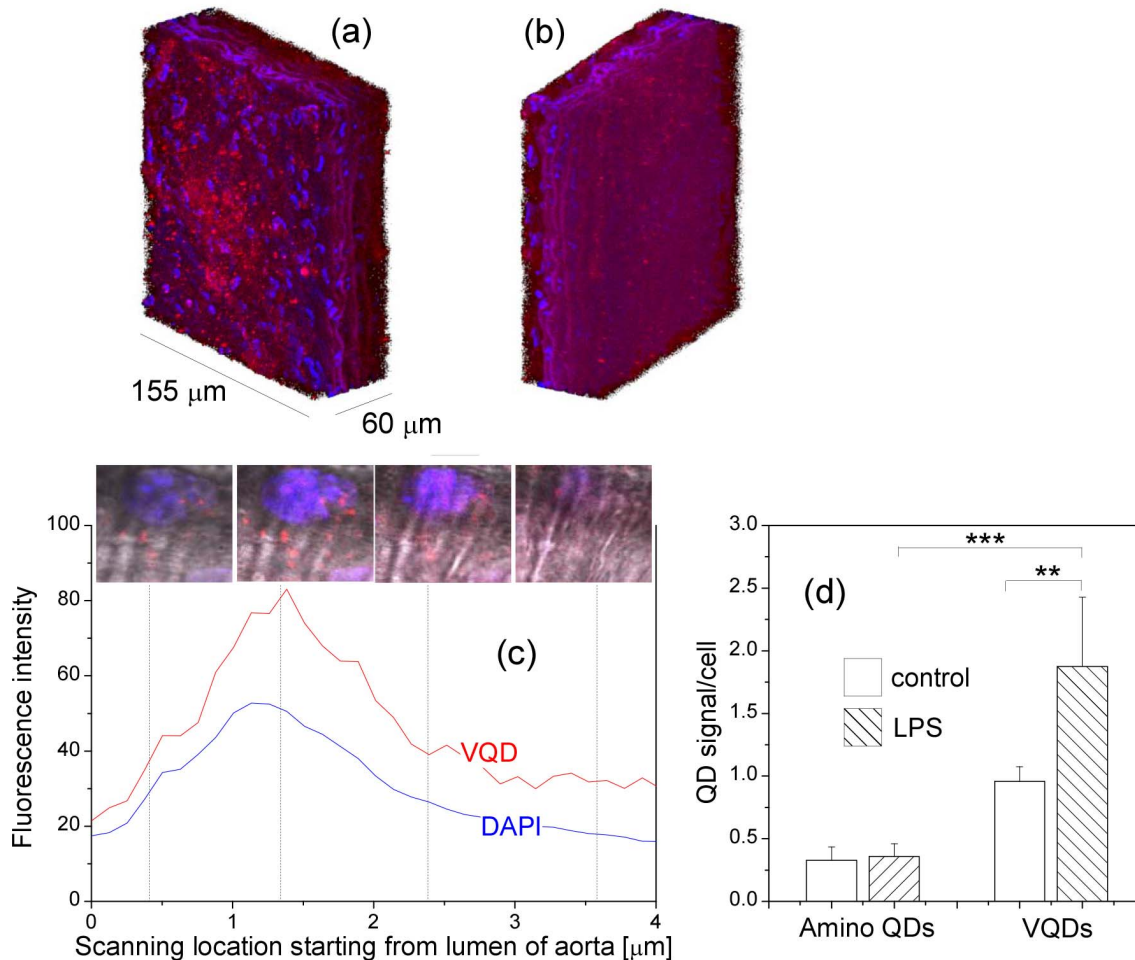 (a)
(b)
155 μm
60 μm
100
80
60
40
20
0
Fluorescence intensity
(c)
VQD
DAPI
0
1
2
3
4
Scanning location starting from lumen of aorta [μm]
3.0
2.5
2.0
1.5
1.0
0.5
0.0
QD signal/cell
(d)
***
**
control
LPS
Amino QDs
VQDs